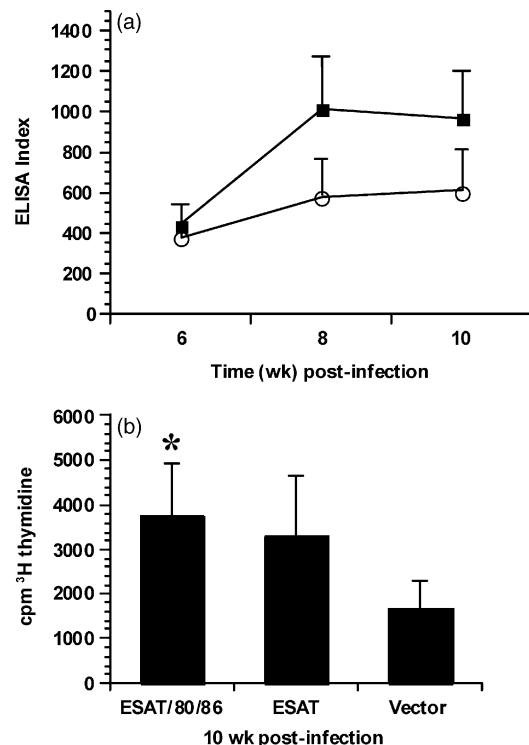 (a)
1400
1200
1000
800
600
400
200
0
ELISA Index
6 8 10
Time (wk) post-infection
(b)
6000
5000
4000
3000
2000
1000
0
cpm ³H thymidine
*
ESAT/80/86 ESAT Vector
10 wk post-infection